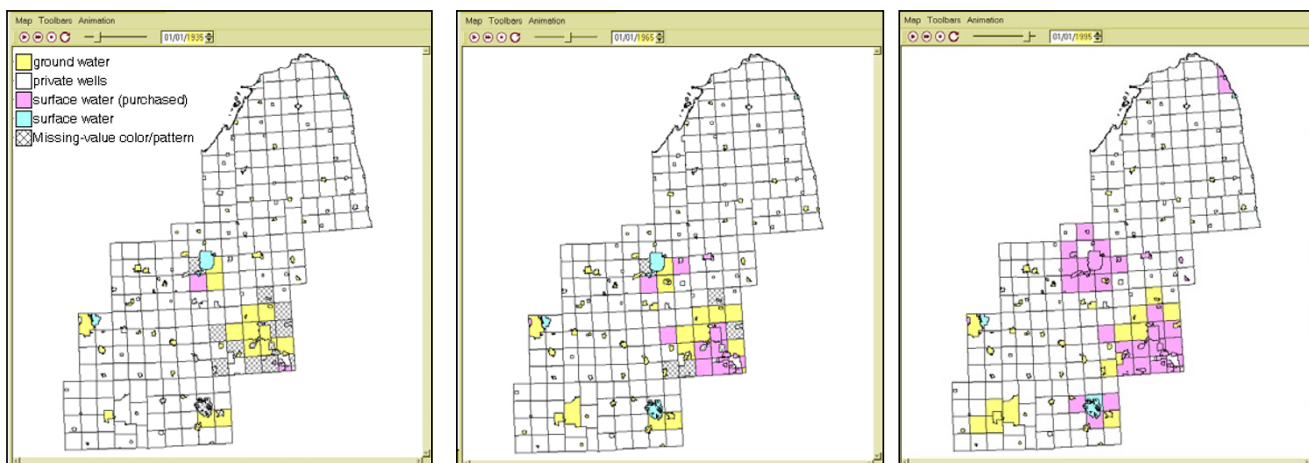 Map Toolbars Animation
01/01/1935
ground water
private wells
surface water (purchased)
surface water
Missing-value color/pattern
Map Toolbars Animation
01/01/1965
Map Toolbars Animation
01/01/1995